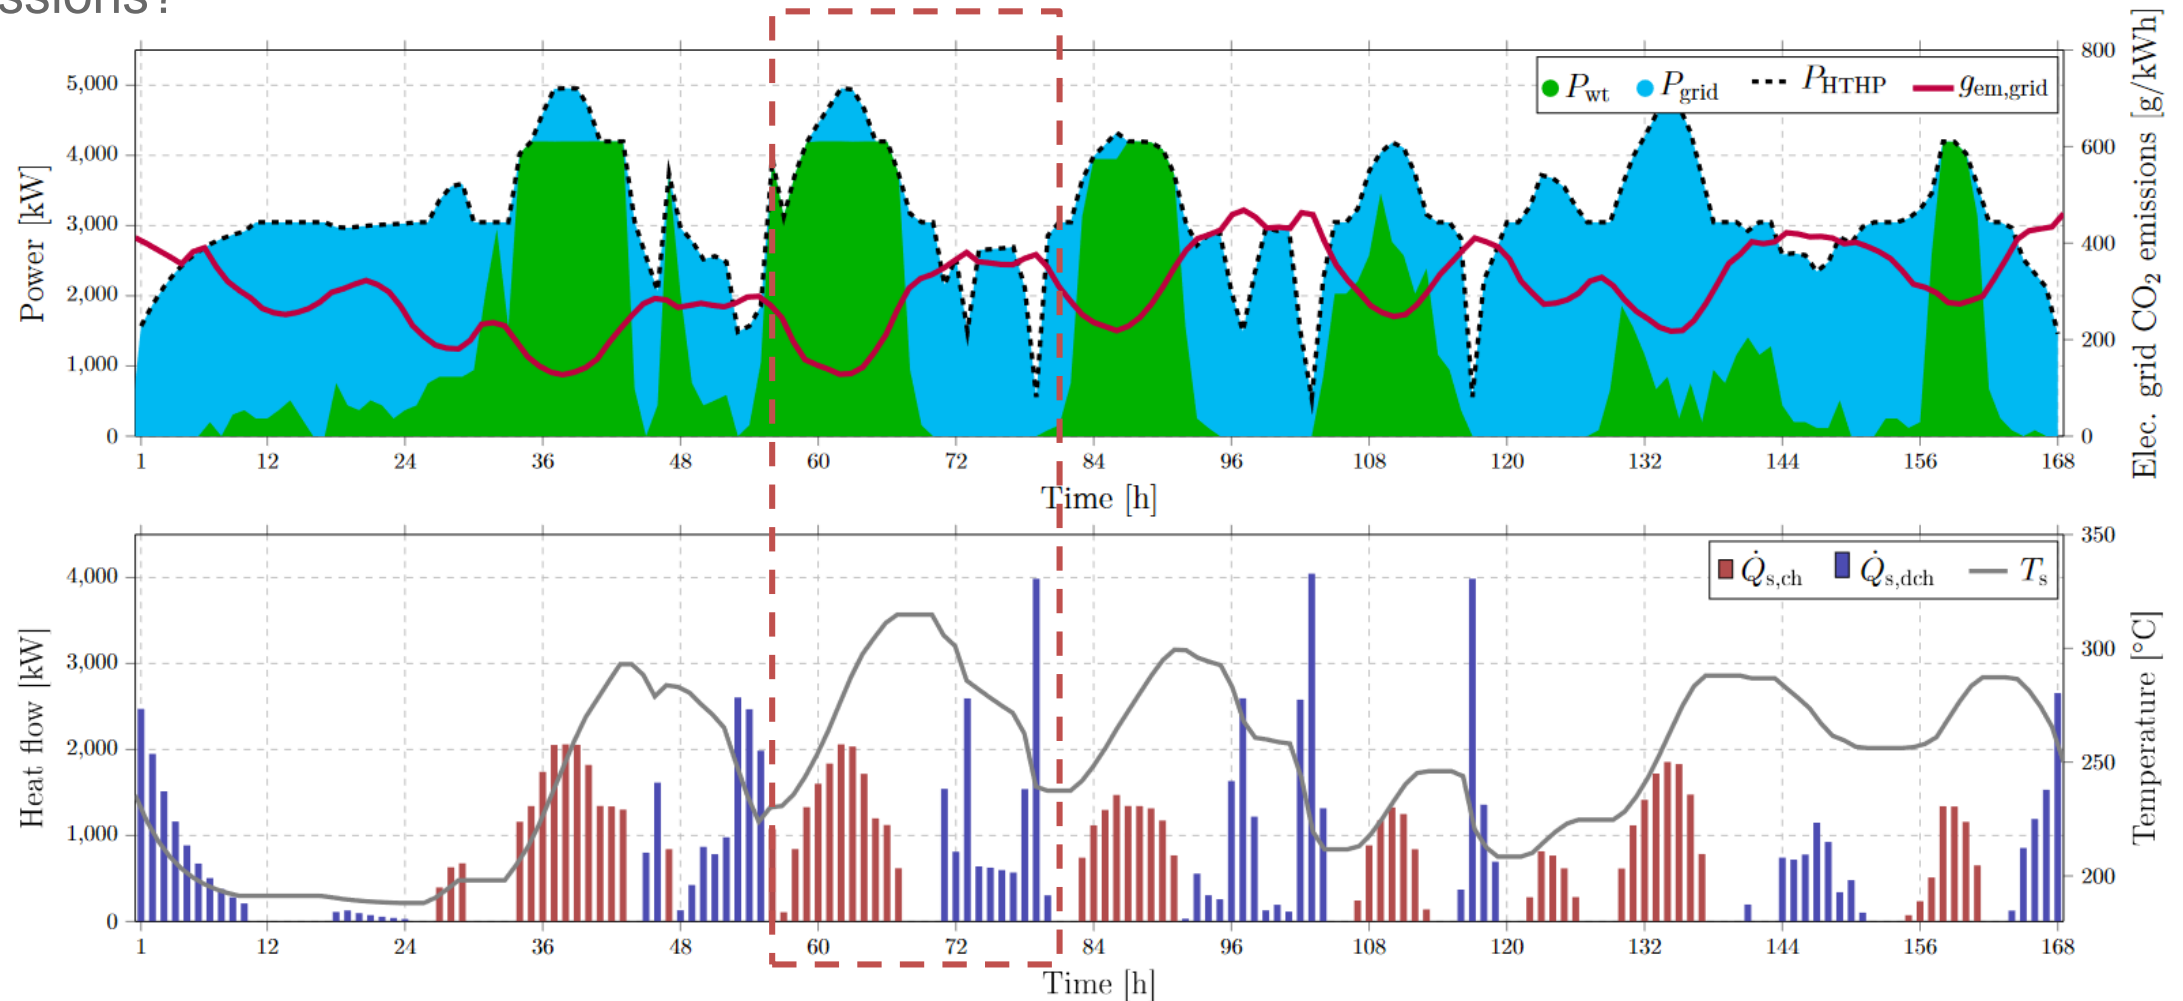 ssions?
P_wt P_grid P_HTHP g_em,grid
Power [kW]
5,000
4,000
3,000
2,000
1,000
0
800
600
400
200
0
Elec. grid CO₂ emissions [g/kWh]
1 12 24 36 48 60 72 84 96 108 120 132 144 156 168
Time [h]
Q̇_s,ch Q̇_s,dch T_s
Heat flow [kW]
4,000
3,000
2,000
1,000
0
350
300
250
200
Temperature [°C]
1 12 24 36 48 60 72 84 96 108 120 132 144 156 168
Time [h]